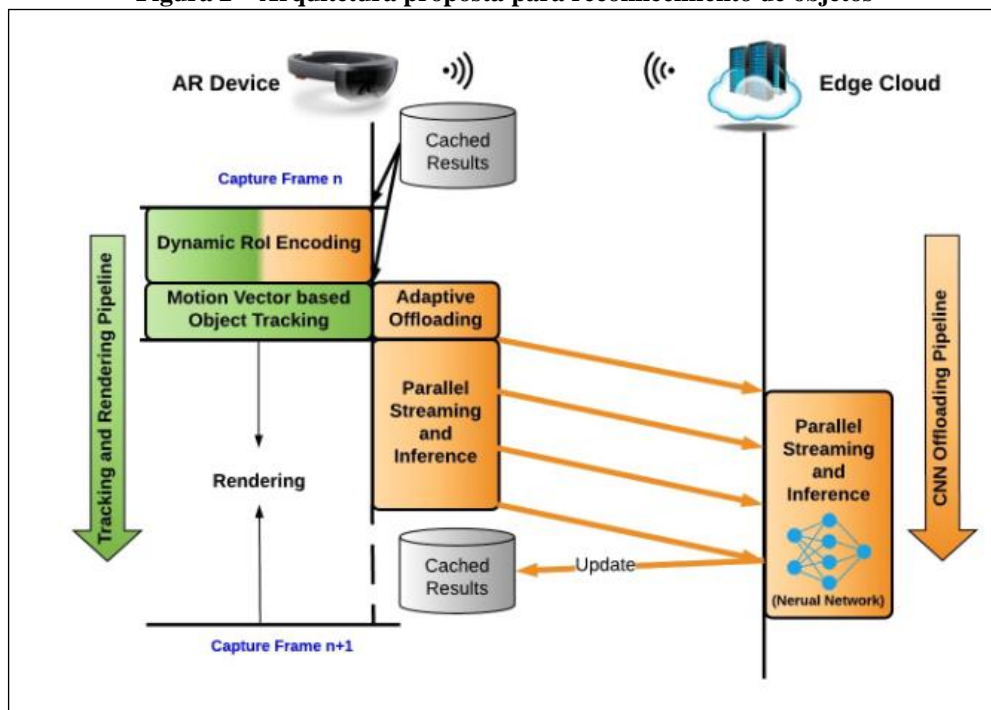 AR Device
Edge Cloud
Cached
Results
Capture Frame n
Dynamic RoI Encoding
Motion Vector based
Object Tracking
Adaptive
Offloading
Tracking and Rendering Pipeline
Parallel
Streaming
and
Inference
Rendering
Parallel
Streaming
and
Inference
(Nerual Network)
CNN Offloading Pipeline
Cached
Results
Update
Capture Frame n+1